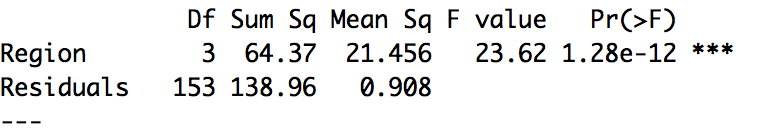 Df Sum Sq Mean Sq F value Pr(>F)
Region 3 64.37 21.456 23.62 1.28e-12 ***
Residuals 153 138.96 0.908
---